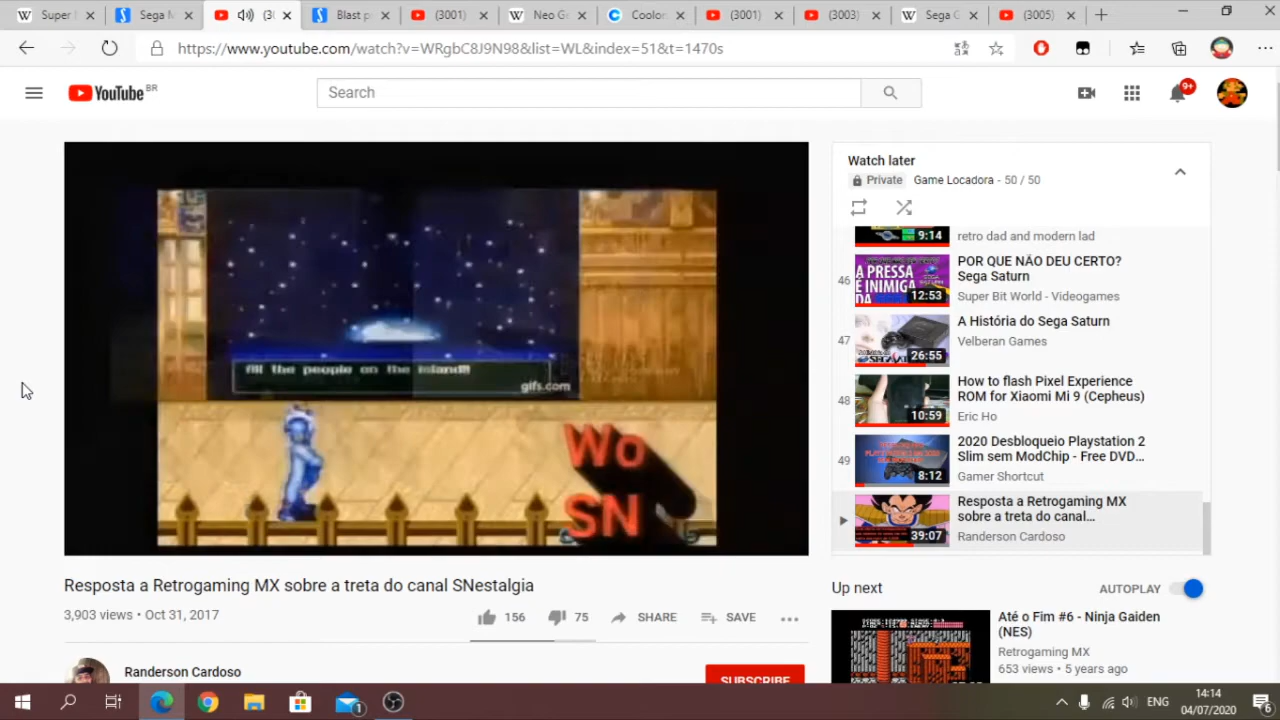 Super
Sega M
(30
Blast p
(3001)
Neo Ge
Coolor
(3001)
(3003)
Sega G
(3005)
https://www.youtube.com/watch?v=WRgbC8J9N98&list=WL&index=51&t=1470s
YouTube BR
Search
9+
All the people on the island!!
gifs.com
Wo
SN
Watch later
Private Game Locadora - 50 / 50
9:14
retro dad and modern lad
46
A PRESSA
É INIMIGA
DA
12:53
POR QUE NÃO DEU CERTO?
Sega Saturn
Super Bit World - Videogames
47
26:55
A História do Sega Saturn
Velberan Games
48
10:59
How to flash Pixel Experience
ROM for Xiaomi Mi 9 (Cepheus)
Eric Ho
49
8:12
2020 Desbloqueio Playstation 2
Slim sem ModChip - Free DVD...
Gamer Shortcut
39:07
Resposta a Retrogaming MX
sobre a treta do canal...
Randerson Cardoso
Resposta a Retrogaming MX sobre a treta do canal SNestalgia
3,903 views • Oct 31, 2017
156
75
SHARE
SAVE
Randerson Cardoso
SUBSCRIBE
Up next
AUTOPLAY
Até o Fim #6 - Ninja Gaiden
(NES)
Retrogaming MX
653 views • 5 years ago
1
ENG
14:14
04/07/2020
6